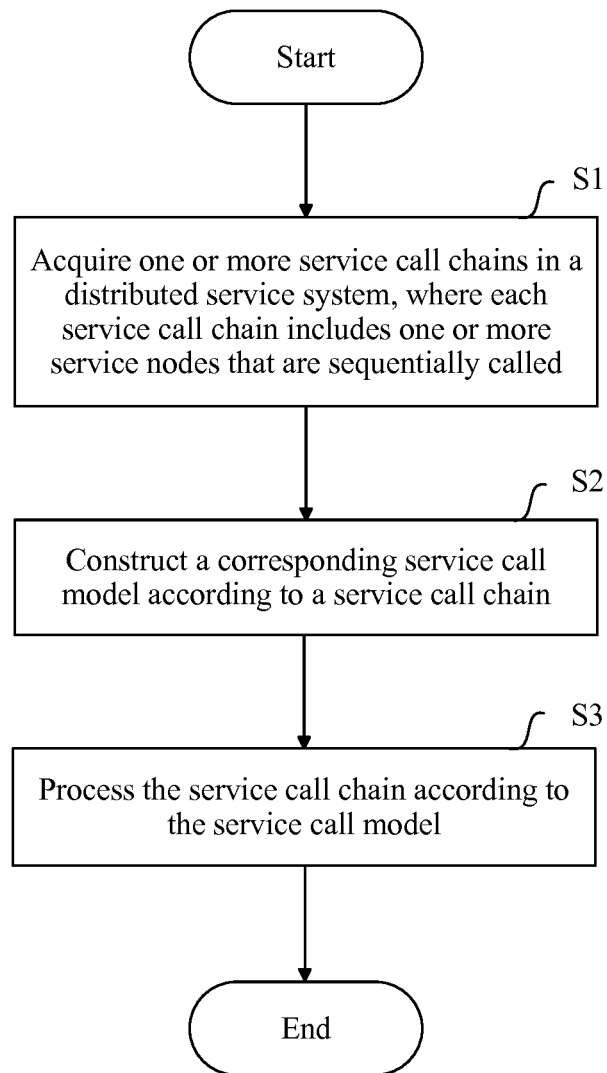 Start
S1
Acquire one or more service call chains in a
distributed service system, where each
service call chain includes one or more
service nodes that are sequentially called
S2
Construct a corresponding service call
model according to a service call chain
S3
Process the service call chain according to
the service call model
End